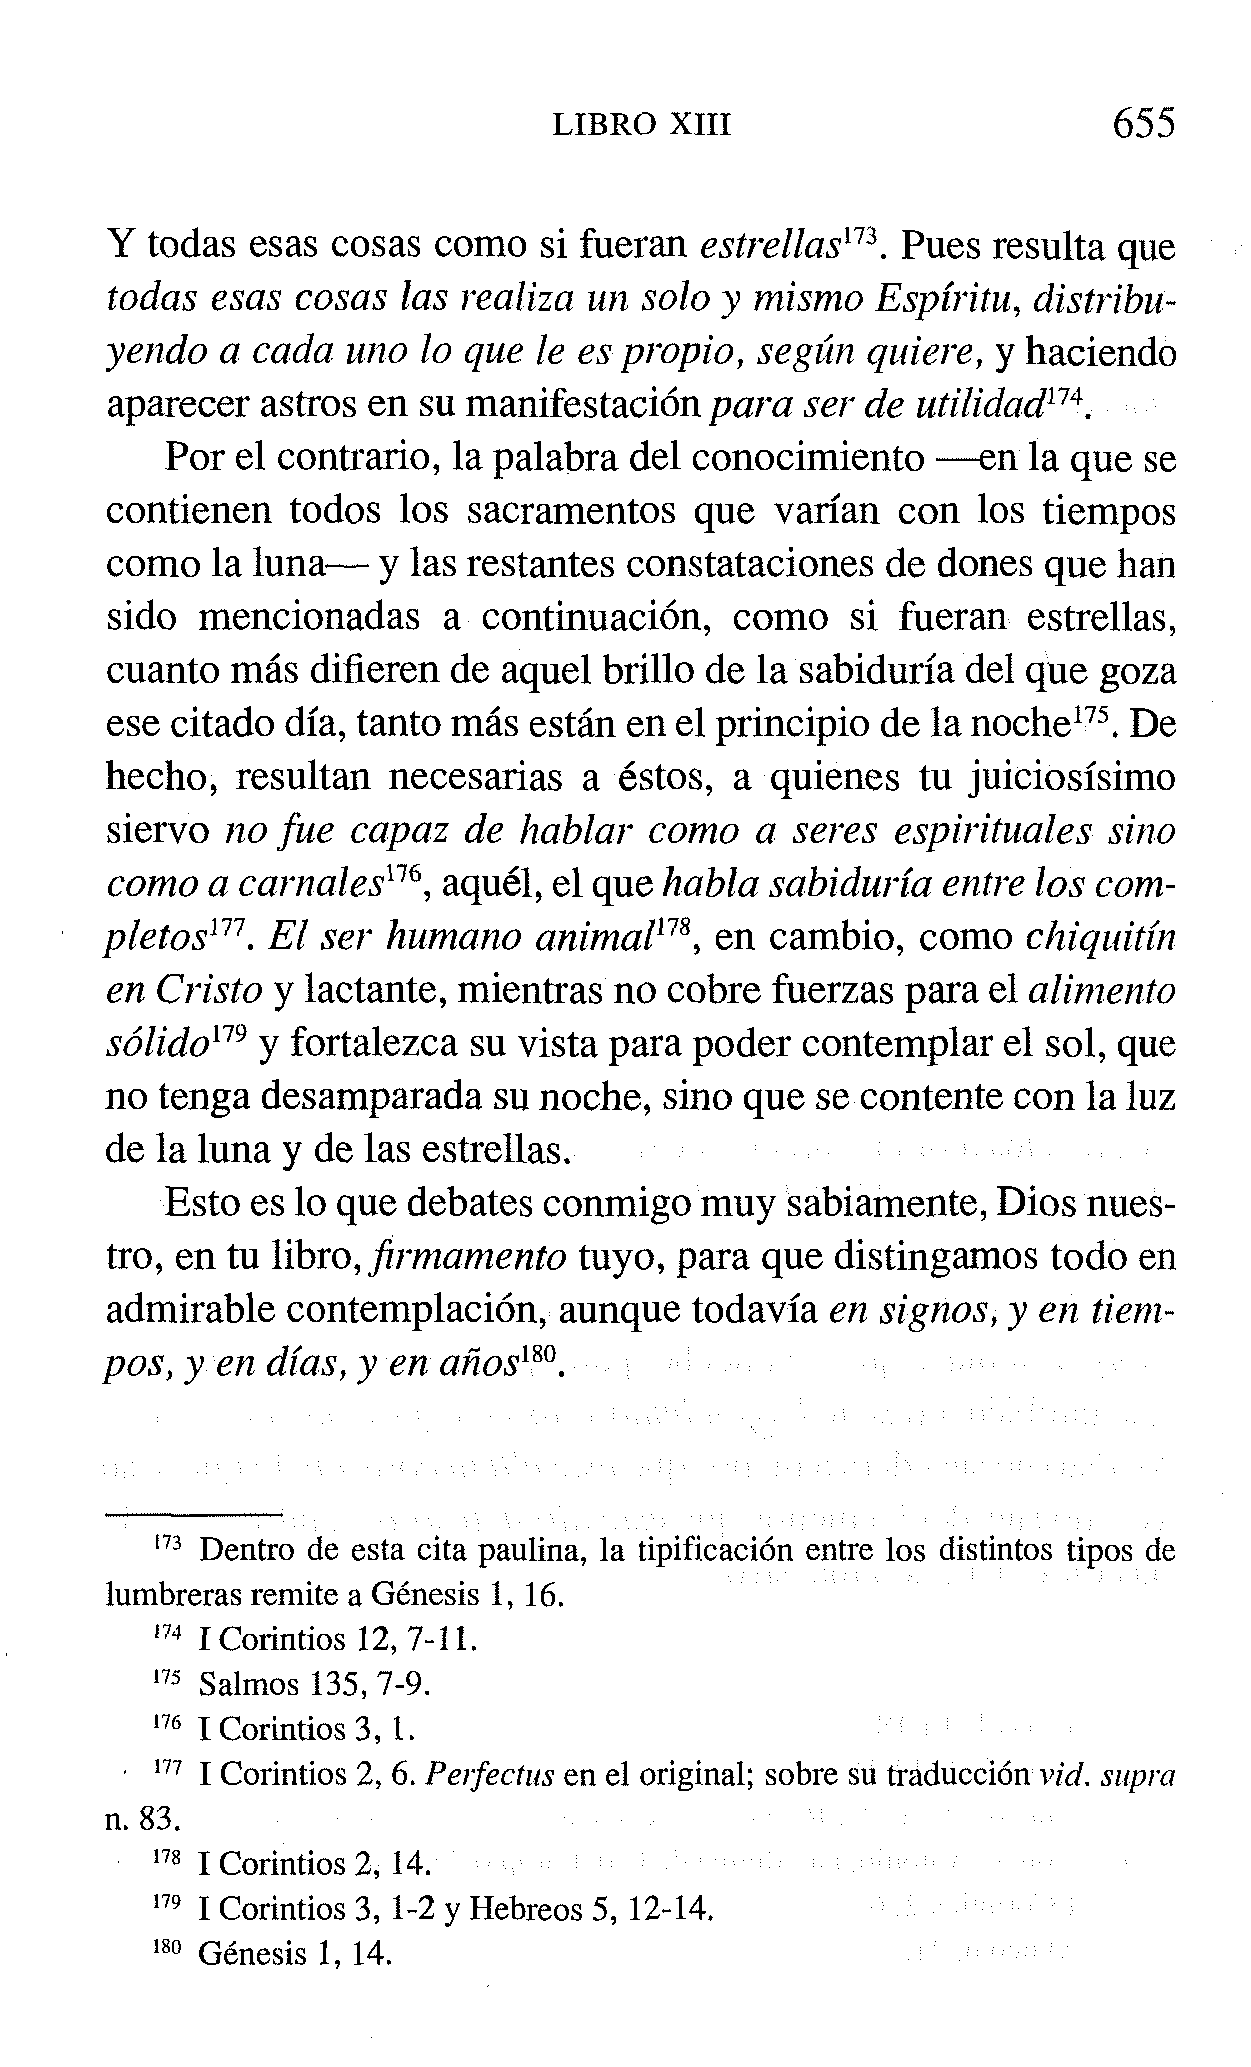 LIBRO XIII 655
Y todas esas cosas como si fueran estrellas¹⁷³. Pues resulta que
todas esas cosas las realiza un solo y mismo Espíritu, distribu-
yendo a cada uno lo que le es propio, según quiere, y haciendo
aparecer astros en su manifestación para ser de utilidad¹⁷⁴.
Por el contrario, la palabra del conocimiento —en la que se
contienen todos los sacramentos que varían con los tiempos
como la luna— y las restantes constataciones de dones que han
sido mencionadas a continuación, como si fueran estrellas,
cuanto más difieren de aquel brillo de la sabiduría del que goza
ese citado día, tanto más están en el principio de la noche¹⁷⁵. De
hecho, resultan necesarias a éstos, a quienes tu juiciosísimo
siervo no fue capaz de hablar como a seres espirituales sino
como a carnales¹⁷⁶, aquél, el que habla sabiduría entre los com-
pletos¹⁷⁷. El ser humano animal¹⁷⁸, en cambio, como chiquitín
en Cristo y lactante, mientras no cobre fuerzas para el alimento
sólido¹⁷⁹ y fortalezca su vista para poder contemplar el sol, que
no tenga desamparada su noche, sino que se contente con la luz
de la luna y de las estrellas.
Esto es lo que debates conmigo muy sabiamente, Dios nues-
tro, en tu libro, firmamento tuyo, para que distingamos todo en
admirable contemplación, aunque todavía en signos, y en tiem-
pos, y en días, y en años¹⁸⁰.
¹⁷³ Dentro de esta cita paulina, la tipificación entre los distintos tipos de
lumbreras remite a Génesis 1, 16.
¹⁷⁴ I Corintios 12, 7-11.
¹⁷⁵ Salmos 135, 7-9.
¹⁷⁶ I Corintios 3, 1.
¹⁷⁷ I Corintios 2, 6. Perfectus en el original; sobre su traducción vid. supra
n. 83.
¹⁷⁸ I Corintios 2, 14.
¹⁷⁹ I Corintios 3, 1-2 y Hebreos 5, 12-14.
¹⁸⁰ Génesis 1, 14.